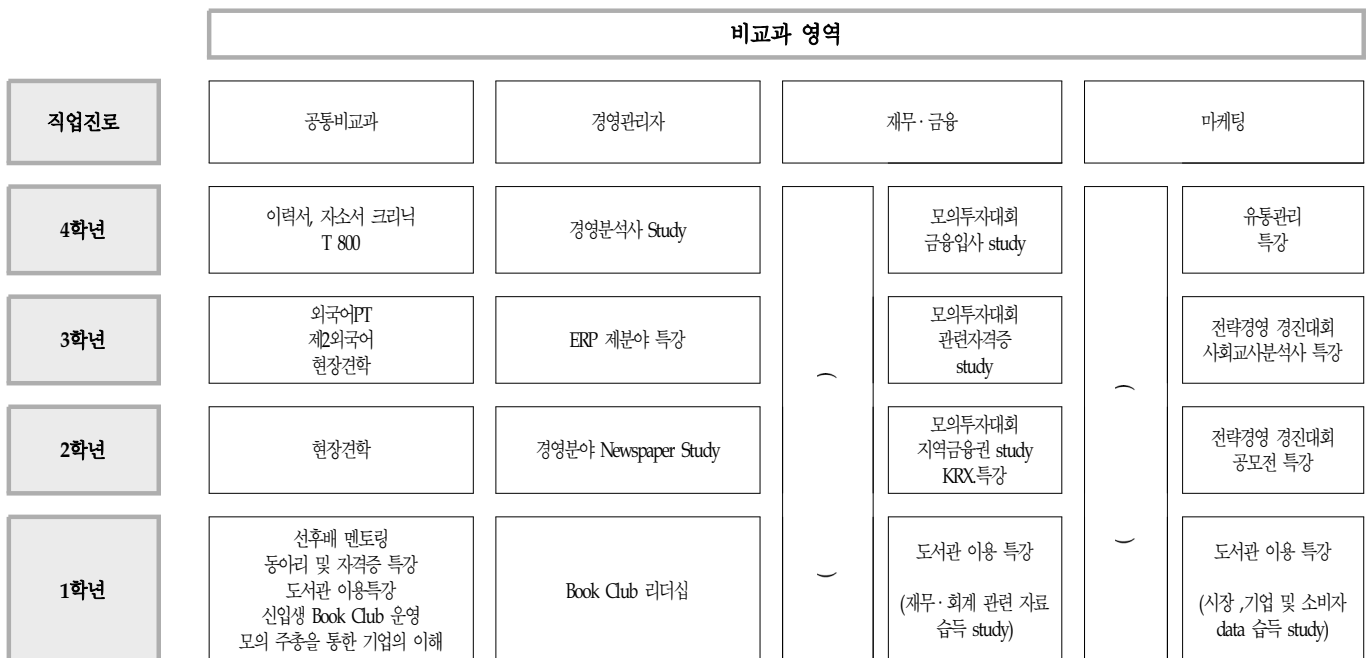 비교과 영역
직업진로
공통비교과
경영관리자
재무·금융
마케팅
4학년
이력서, 자소서 크리닉
T 800
경영분석사 Study
모의투자대회
금융입사 study
유통관리
특강
3학년
외국어PT
제2외국어
현장견학
ERP 제분야 특강
모의투자대회
관련자격증
study
전략경영 경진대회
사회교사분석사 특강
2학년
현장견학
경영분야 Newspaper Study
모의투자대회
지역금융권 study
KRX특강
전략경영 경진대회
공모전 특강
1학년
선후배 멘토링
동아리 및 자격증 특강
도서관 이용특강
신입생 Book Club 운영
모의 주총을 통한 기업의 이해
Book Club 리더십
도서관 이용 특강
(재무·회계 관련 자료
습득 study)
도서관 이용 특강
(시장 ,기업 및 소비자
data 습득 study)
( )
( )